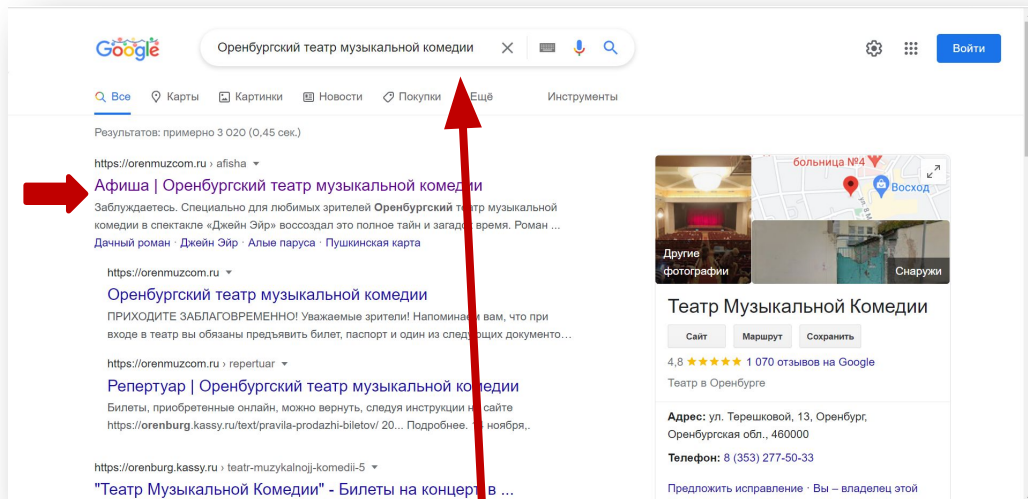 Google
Оренбургский театр музыкальной комедии
Войти
Все Карты Картинки Новости Покупки Ещё Инструменты
Результатов: примерно 3 020 (0,45 сек.)
https://orenmuzcom.ru › afisha
Афиша | Оренбургский театр музыкальной комедии
Заблуждаетесь. Специально для любимых зрителей Оренбургский театр музыкальной
комедии в спектакле «Джейн Эйр» воссоздал это полное тайн и загадок время. Роман ...
Дачный роман · Джейн Эйр · Алые паруса · Пушкинская карта
https://orenmuzcom.ru
Оренбургский театр музыкальной комедии
ПРИХОДИТЕ ЗАБЛАГОВРЕМЕННО! Уважаемые зрители! Напоминаем вам, что при
входе в театр вы обязаны предъявить билет, паспорт и один из следующих документо...
https://orenmuzcom.ru › repertuar
Репертуар | Оренбургский театр музыкальной комедии
Билеты, приобретенные онлайн, можно вернуть, следуя инструкции на сайте
https://orenburg.kassy.ru/text/pravila-prodazhi-biletov/ 20... Подробнее. ноября,.
https://orenburg.kassy.ru › teatr-muzykalnojj-komedii-5
"Театр Музыкальной Комедии" - Билеты на концерт, в ...
больница №4
Восход
Другие
фотографии
Снаружи
Театр Музыкальной Комедии
Сайт Маршрут Сохранить
4,8 ★★★★★ 1 070 отзывов на Google
Театр в Оренбурге
Адрес: ул. Терешковой, 13, Оренбург,
Оренбургская обл., 460000
Телефон: 8 (353) 277-50-33
Предложить исправление · Вы – владелец этой